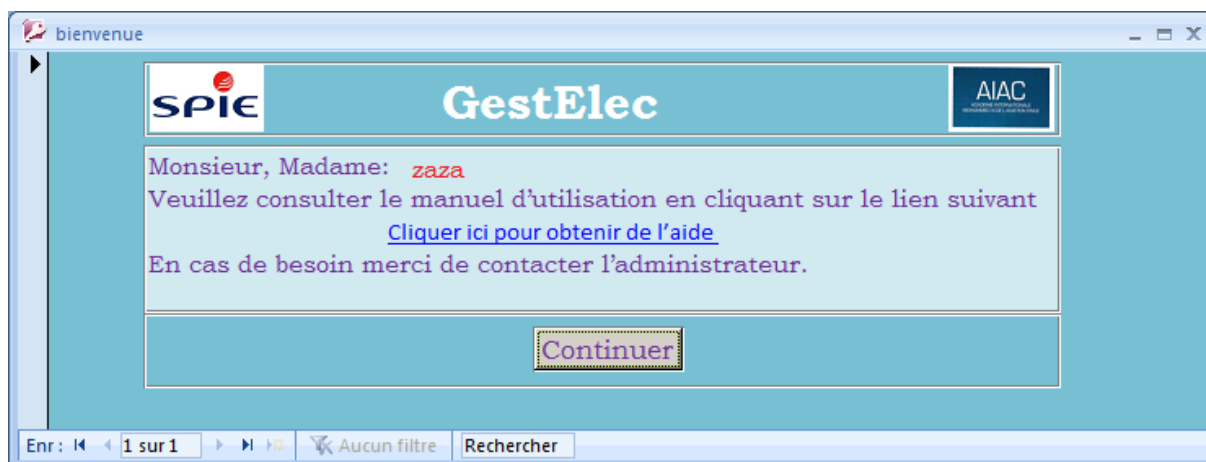 bienvenue
SPIE
GestElec
AIAC
Monsieur, Madame: zaza
Veuillez consulter le manuel d'utilisation en cliquant sur le lien suivant
Cliquer ici pour obtenir de l'aide
En cas de besoin merci de contacter l'administrateur.
Continuer
Enr : 1 sur 1 Aucun filtre Rechercher